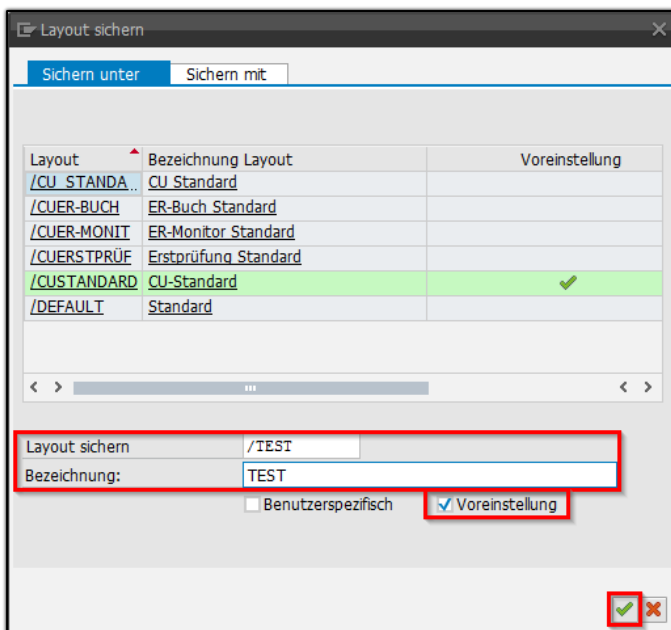 Layout sichern
Sichern unter Sichern mit
Layout Bezeichnung Layout Voreinstellung
/CU_STANDA.. CU Standard
/CUER-BUCH ER-Buch Standard
/CUER-MONIT ER-Monitor Standard
/CUERSTPRÜF Erstprüfung Standard
/CUSTANDARD CU-Standard
/DEFAULT Standard
Layout sichern /TEST
Bezeichnung: TEST
Benutzerspezifisch Voreinstellung